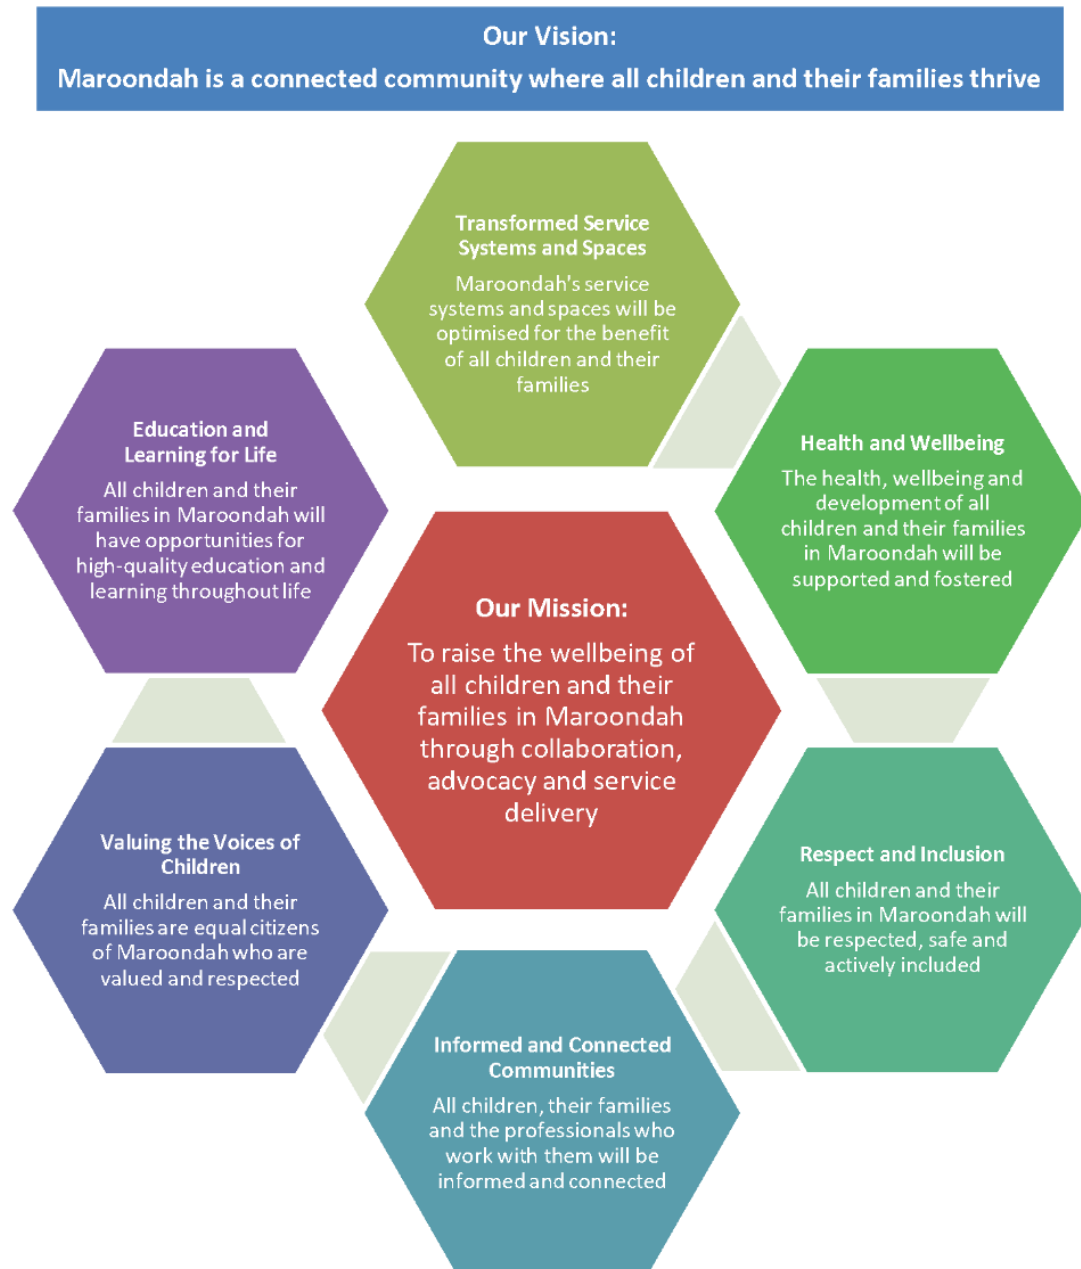 Our Vision:
Maroondah is a connected community where all children and their families thrive
Transformed Service
Systems and Spaces
Maroondah's service
systems and spaces will be
optimised for the benefit
of all children and their
families
Health and Wellbeing
The health, wellbeing and
development of all
children and their families
in Maroondah will be
supported and fostered
Respect and Inclusion
All children and their
families in Maroondah will
be respected, safe and
actively included
Informed and Connected
Communities
All children, their families
and the professionals who
work with them will be
informed and connected
Valuing the Voices of
Children
All children and their
families are equal citizens
of Maroondah who are
valued and respected
Education and
Learning for Life
All children and their
families in Maroondah will
have opportunities for
high-quality education and
learning throughout life
Our Mission:
To raise the wellbeing of
all children and their
families in Maroondah
through collaboration,
advocacy and service
delivery